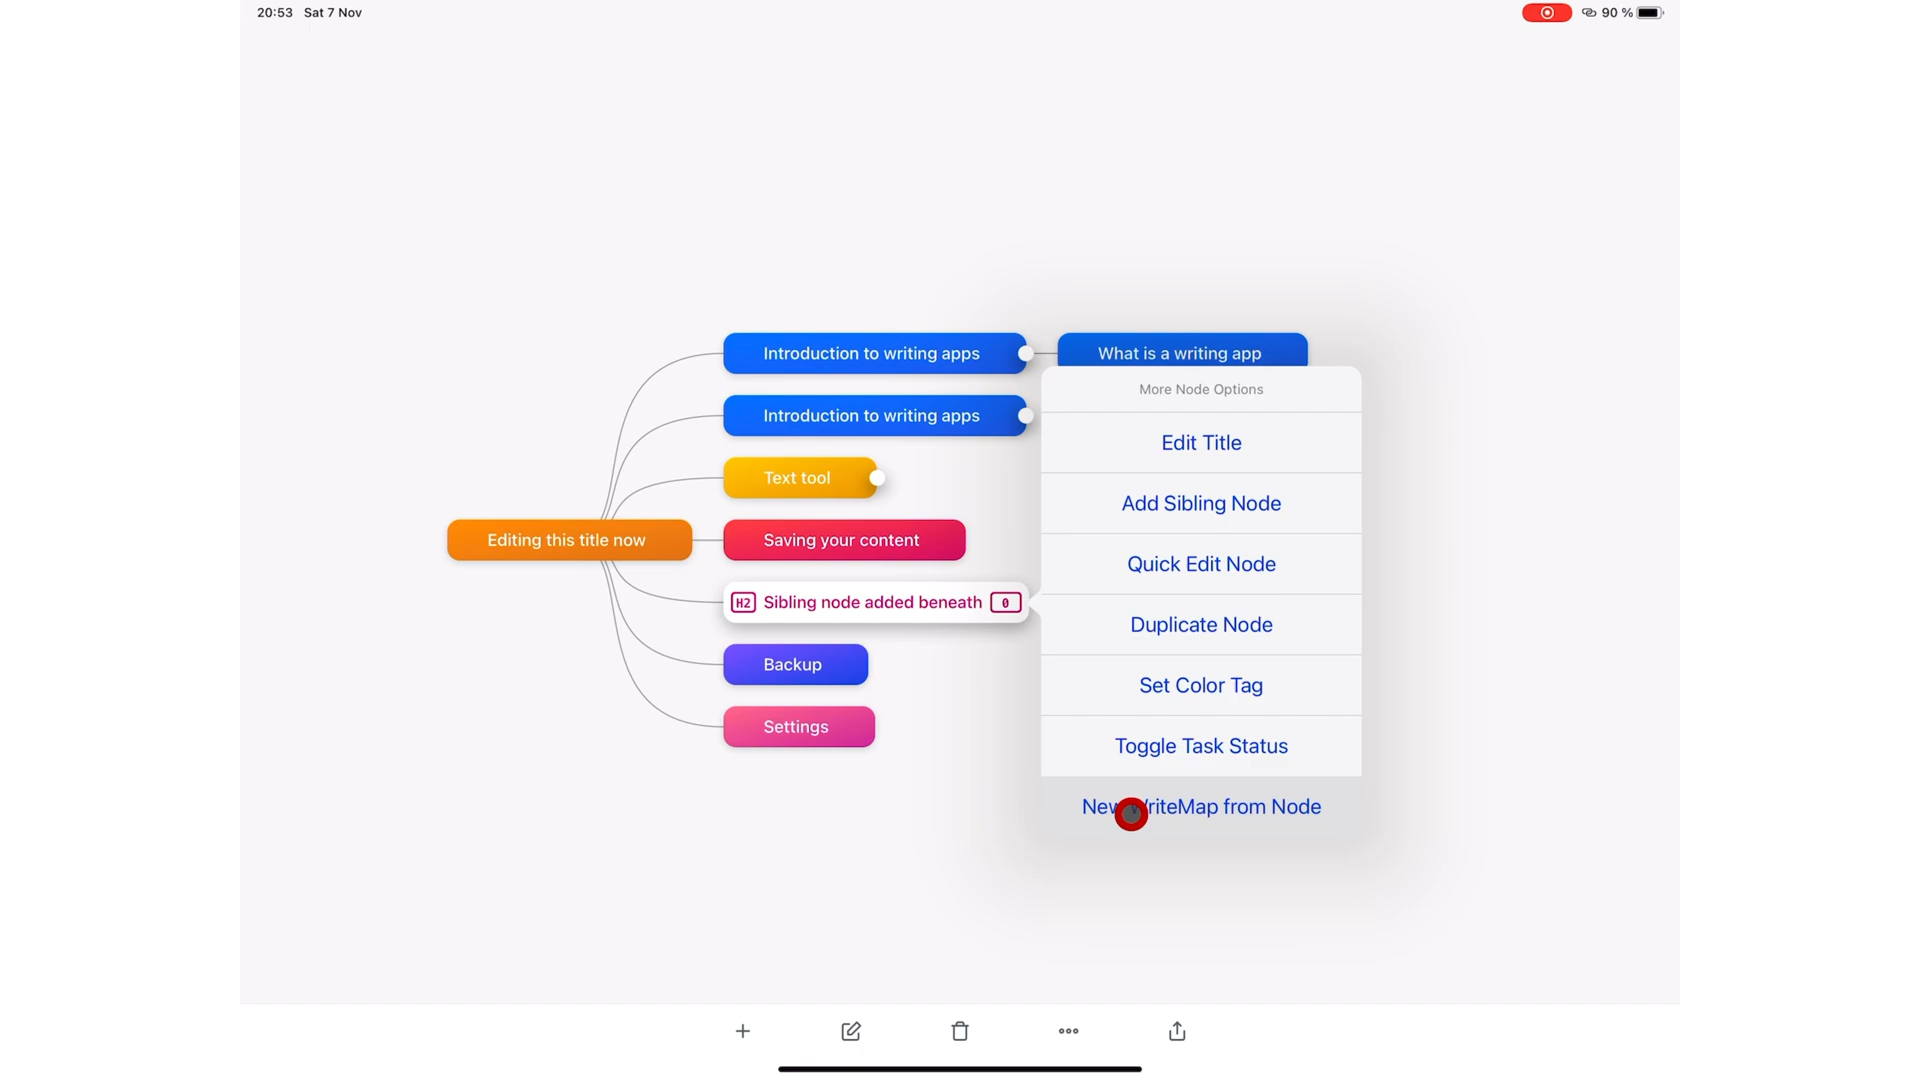 20:53 Sat 7 Nov
90 %
Introduction to writing apps
What is a writing app
Introduction to writing apps
Text tool
Editing this title now
Saving your content
H2 Sibling node added beneath 0
Backup
Settings
More Node Options
Edit Title
Add Sibling Node
Quick Edit Node
Duplicate Node
Set Color Tag
Toggle Task Status
New WriteMap from Node